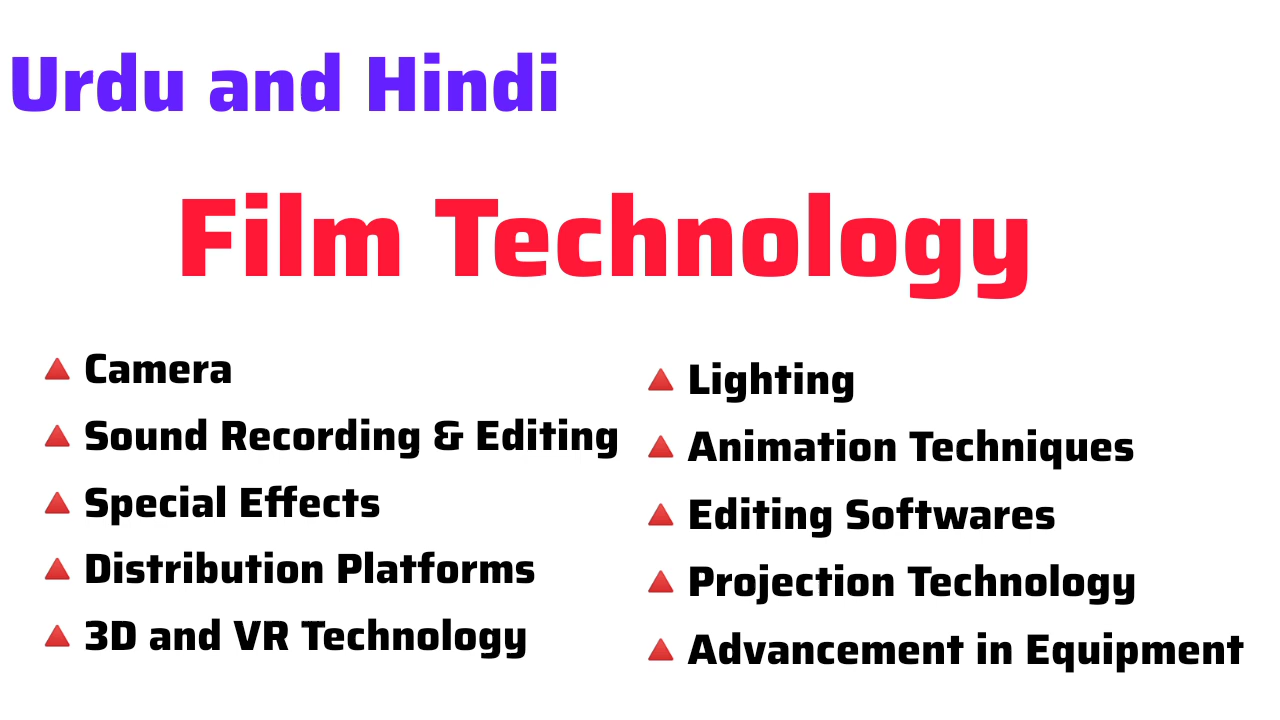 Urdu and Hindi
Film Technology
🔺 Camera
🔺 Sound Recording & Editing
🔺 Special Effects
🔺 Distribution Platforms
🔺 3D and VR Technology
🔺 Lighting
🔺 Animation Techniques
🔺 Editing Softwares
🔺 Projection Technology
🔺 Advancement in Equipment